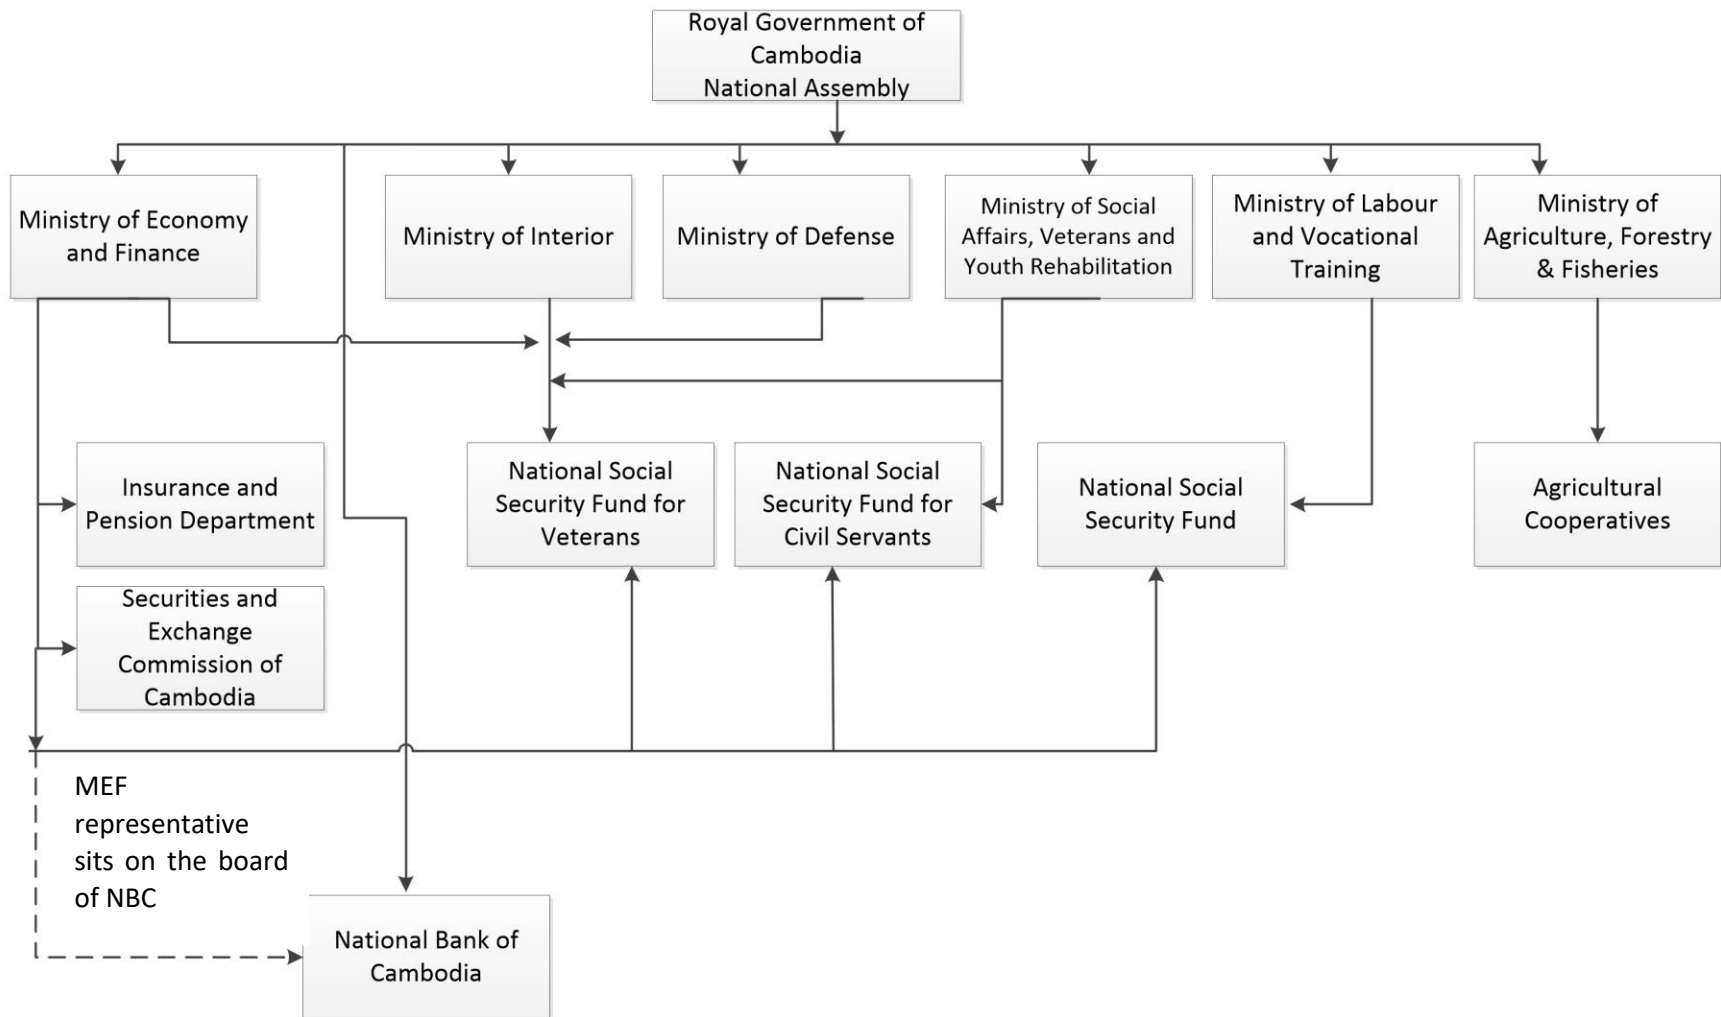 Royal Government of
Cambodia
National Assembly
Ministry of Economy
and Finance
Ministry of Interior
Ministry of Defense
Ministry of Social
Affairs, Veterans and
Youth Rehabilitation
Ministry of Labour
and Vocational
Training
Ministry of
Agriculture, Forestry
& Fisheries
Insurance and
Pension Department
National Social
Security Fund for
Veterans
National Social
Security Fund for
Civil Servants
National Social
Security Fund
Agricultural
Cooperatives
Securities and
Exchange
Commission of
Cambodia
MEF
representative
sits on the board
of NBC
National Bank of
Cambodia